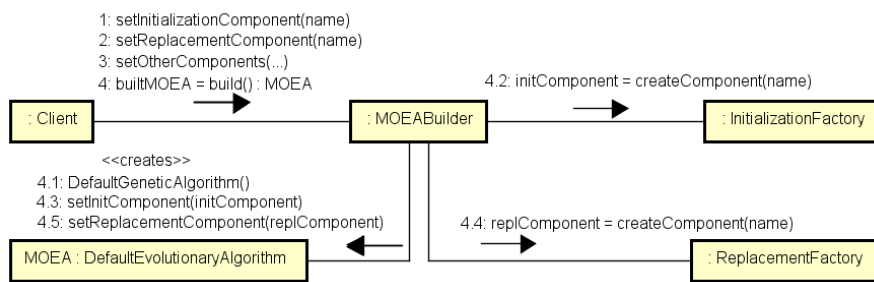 1: setInitializationComponent(name)
2: setReplacementComponent(name)
3: setOtherComponents(...)
4: builtMOEA = build() : MOEA
4.2: initComponent = createComponent(name)
: Client
: MOEABuilder
: InitializationFactory
<<creates>>
4.1: DefaultGeneticAlgorithm()
4.3: setInitComponent(initComponent)
4.5: setReplacementComponent(replComponent)
4.4: replComponent = createComponent(name)
MOEA : DefaultEvolutionaryAlgorithm
: ReplacementFactory